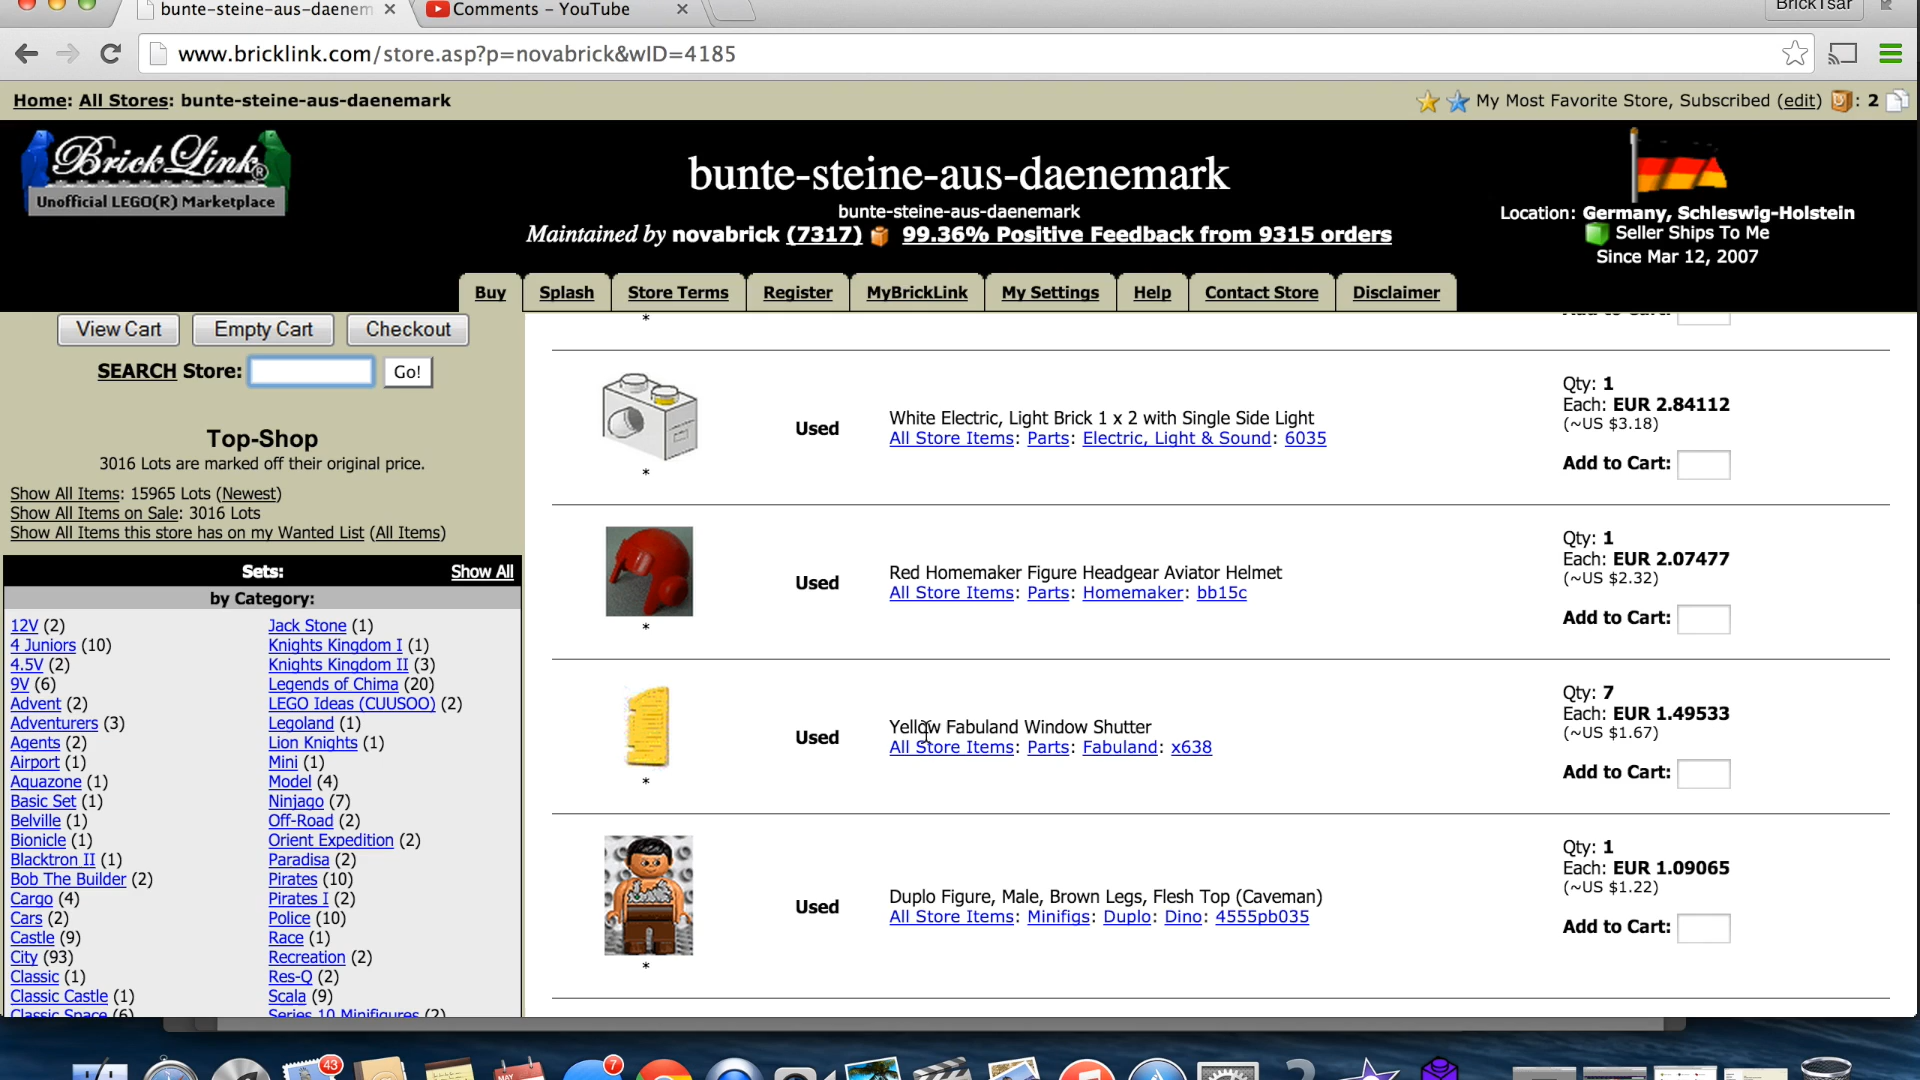 bunte-steine-aus-daenem
Comments – YouTube
BrickTsar
www.bricklink.com/store.asp?p=novabrick&wID=4185
Home: All Stores: bunte-steine-aus-daenemark
My Most Favorite Store, Subscribed (edit) : 2
BrickLink®
Unofficial LEGO(R) Marketplace
bunte-steine-aus-daenemark
bunte-steine-aus-daenemark
Maintained by novabrick (7317) 99.36% Positive Feedback from 9315 orders
Location: Germany, Schleswig-Holstein
Seller Ships To Me
Since Mar 12, 2007
Buy Splash Store Terms Register MyBrickLink My Settings Help Contact Store Disclaimer
View Cart Empty Cart Checkout
SEARCH Store: Go!
Top-Shop
3016 Lots are marked off their original price.
Show All Items: 15965 Lots (Newest)
Show All Items on Sale: 3016 Lots
Show All Items this store has on my Wanted List (All Items)
Sets: Show All
by Category:
12V (2)
4 Juniors (10)
4.5V (2)
9V (6)
Advent (2)
Adventurers (3)
Agents (2)
Airport (1)
Aquazone (1)
Basic Set (1)
Belville (1)
Bionicle (1)
Blacktron II (1)
Bob The Builder (2)
Cargo (4)
Cars (2)
Castle (9)
City (93)
Classic (1)
Classic Castle (1)
Classic Space (6)
Jack Stone (1)
Knights Kingdom I (1)
Knights Kingdom II (3)
Legends of Chima (20)
LEGO Ideas (CUUSOO) (2)
Legoland (1)
Lion Knights (1)
Mini (1)
Model (4)
Ninjago (7)
Off-Road (2)
Orient Expedition (2)
Paradisa (2)
Pirates (10)
Pirates I (2)
Police (10)
Race (1)
Recreation (2)
Res-Q (2)
Scala (9)
Series 10 Minifigures (2)
*
Add to Cart:
*
Used
White Electric, Light Brick 1 x 2 with Single Side Light
All Store Items: Parts: Electric, Light & Sound: 6035
Qty: 1
Each: EUR 2.84112
(~US $3.18)
Add to Cart:
*
Used
Red Homemaker Figure Headgear Aviator Helmet
All Store Items: Parts: Homemaker: bb15c
Qty: 1
Each: EUR 2.07477
(~US $2.32)
Add to Cart:
*
Used
Yellow Fabuland Window Shutter
All Store Items: Parts: Fabuland: x638
Qty: 7
Each: EUR 1.49533
(~US $1.67)
Add to Cart:
*
Used
Duplo Figure, Male, Brown Legs, Flesh Top (Caveman)
All Store Items: Minifigs: Duplo: Dino: 4555pb035
Qty: 1
Each: EUR 1.09065
(~US $1.22)
Add to Cart:
43
MAY
7